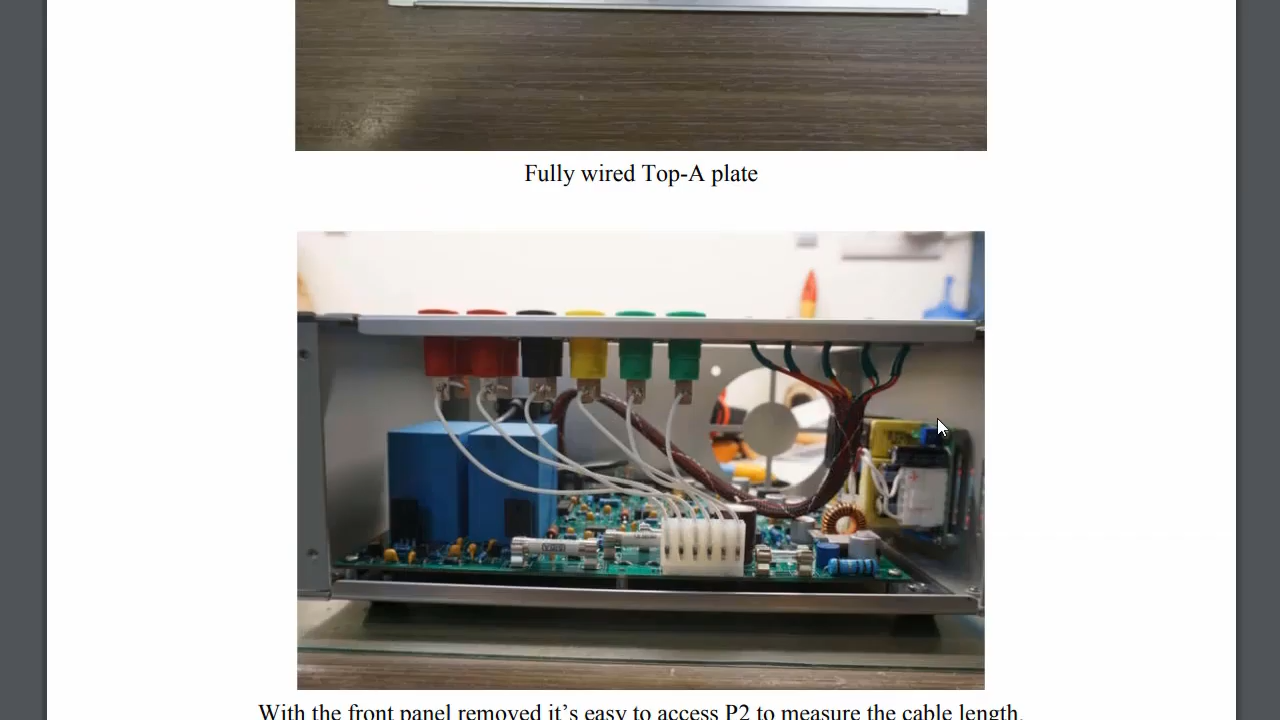 Fully wired Top-A plate
With the front panel removed it’s easy to access P2 to measure the cable length.